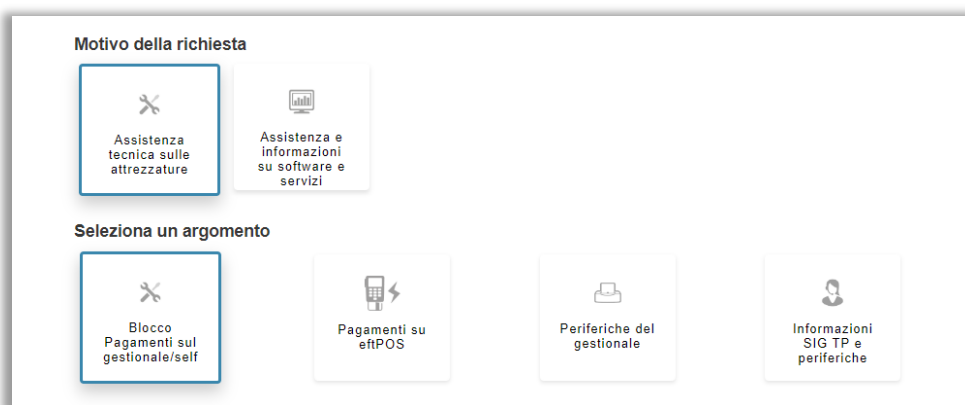 Motivo della richiesta
Assistenza
tecnica sulle
attrezzature
Assistenza e
informazioni
su software e
servizi
Seleziona un argomento
Blocco
Pagamenti sul
gestionale/self
Pagamenti su
eftPOS
Periferiche del
gestionale
Informazioni
SIG TP e
periferiche